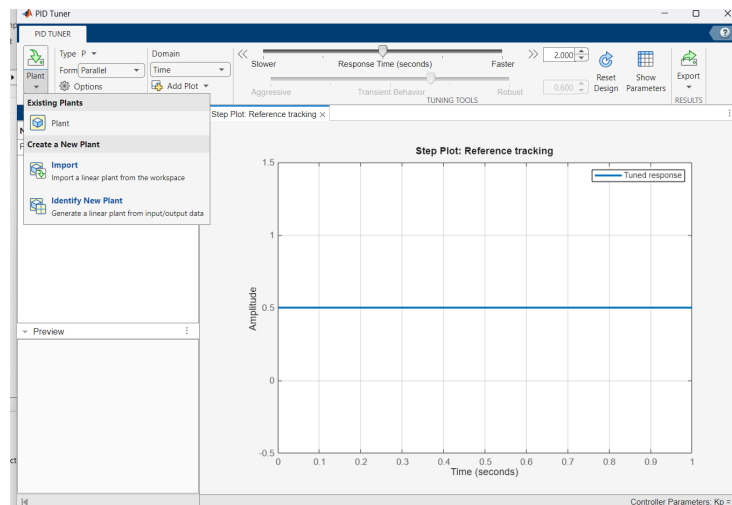 PID Tuner
PID TUNER
?
Plant
Type P
Form Parallel
Options
Domain
Time
Add Plot
Slower
Response Time (seconds)
Faster
2.000
Aggressive
Transient Behavior
Robust
0.600
Reset
Design
Show
Parameters
Export
TUNING TOOLS
RESULTS
Existing Plants
Plant
Create a New Plant
Import
Import a linear plant from the workspace
Identify New Plant
Generate a linear plant from input/output data
Step Plot: Reference tracking ×
Step Plot: Reference tracking
Tuned response
1.5
1
0.5
0
-0.5
Amplitude
0 0.1 0.2 0.3 0.4 0.5 0.6 0.7 0.8 0.9 1
Time (seconds)
Preview
Controller Parameters: Kp =